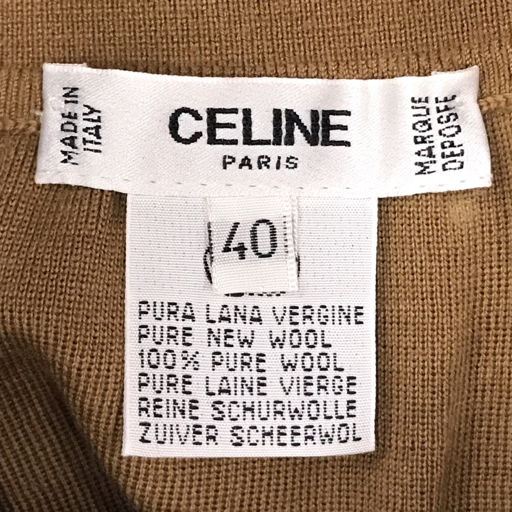 MADE IN
ITALY
CELINE
PARIS
MARQUE
DEPOSEE
40
PURA LANA VERGINE
PURE NEW WOOL
100% PURE WOOL
PURE LAINE VIERGE
REINE SCHURWOLLE
ZUIVER SCHEERWOL